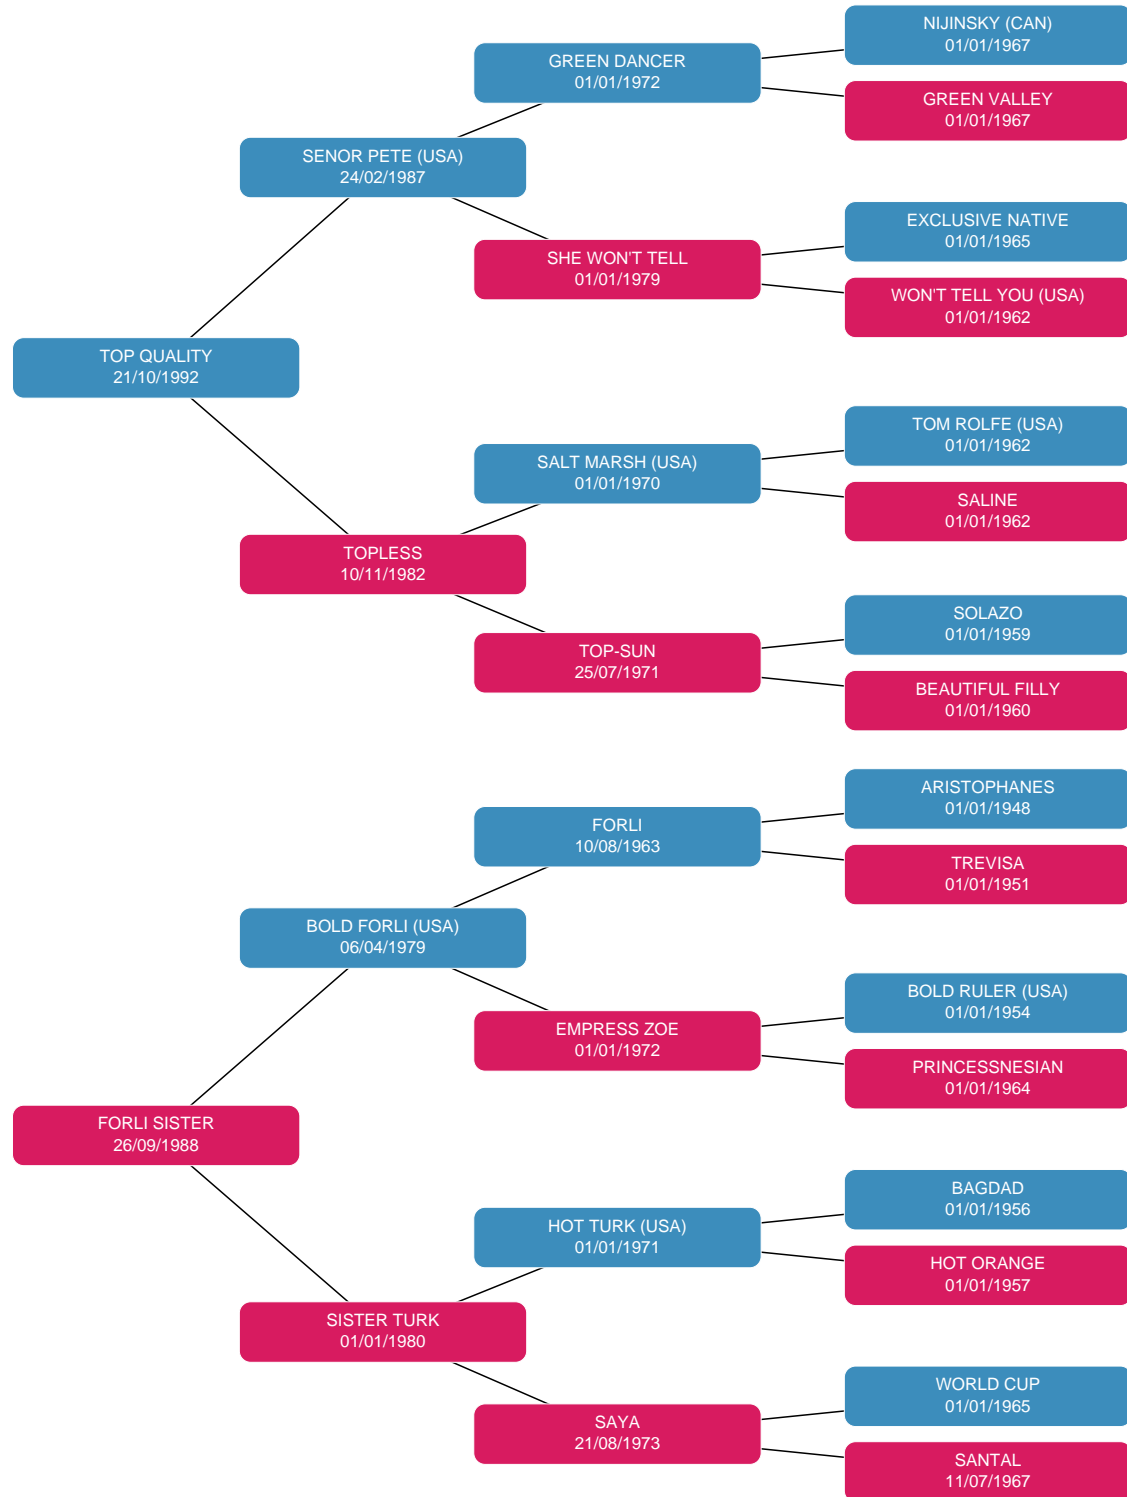 NIJINSKY (CAN)
01/01/1967
GREEN DANCER
01/01/1972
GREEN VALLEY
01/01/1967
SENOR PETE (USA)
24/02/1987
EXCLUSIVE NATIVE
01/01/1965
SHE WON'T TELL
01/01/1979
WON'T TELL YOU (USA)
01/01/1962
TOP QUALITY
21/10/1992
TOM ROLFE (USA)
01/01/1962
SALT MARSH (USA)
01/01/1970
SALINE
01/01/1962
TOPLESS
10/11/1982
SOLAZO
01/01/1959
TOP-SUN
25/07/1971
BEAUTIFUL FILLY
01/01/1960
ARISTOPHANES
01/01/1948
FORLI
10/08/1963
TREVISA
01/01/1951
BOLD FORLI (USA)
06/04/1979
BOLD RULER (USA)
01/01/1954
EMPRESS ZOE
01/01/1972
PRINCESSNESIAN
01/01/1964
FORLI SISTER
26/09/1988
BAGDAD
01/01/1956
HOT TURK (USA)
01/01/1971
HOT ORANGE
01/01/1957
SISTER TURK
01/01/1980
WORLD CUP
01/01/1965
SAYA
21/08/1973
SANTAL
11/07/1967